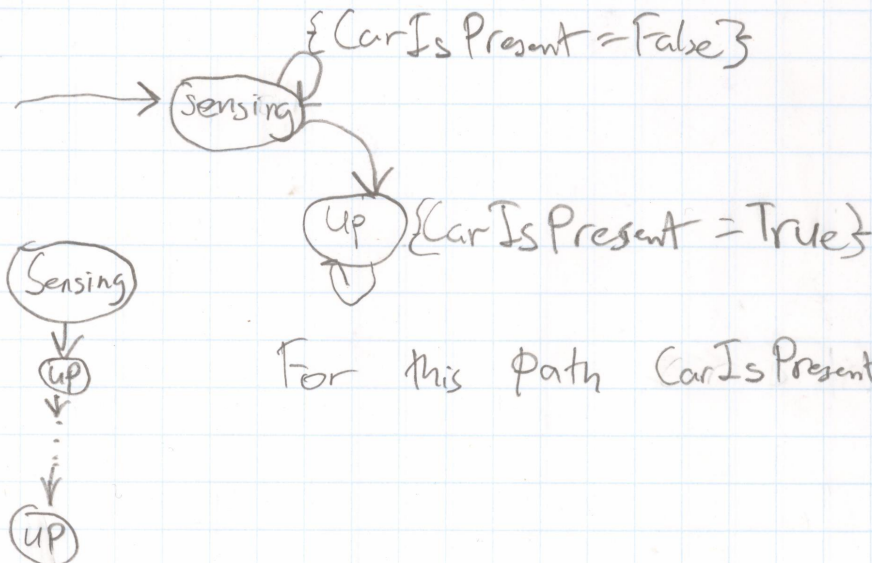 {CarIsPresent = False}
Sensing
up {CarIsPresent = True}
Sensing
up
For this path CarIsPresent
up